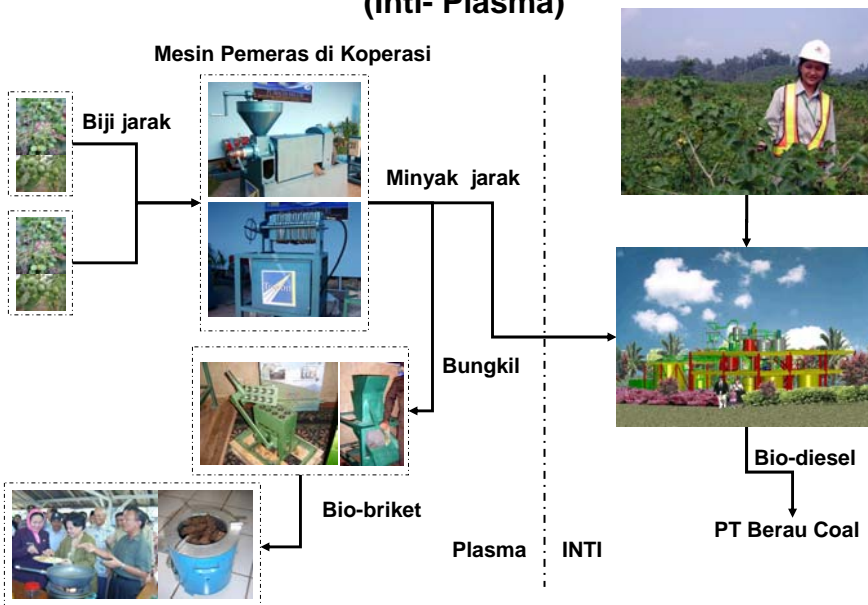 (Inti- Plasma)
Mesin Pemeras di Koperasi
Biji jarak
Minyak jarak
Bungkil
Bio-diesel
Bio-briket
PT Berau Coal
Plasma
INTI